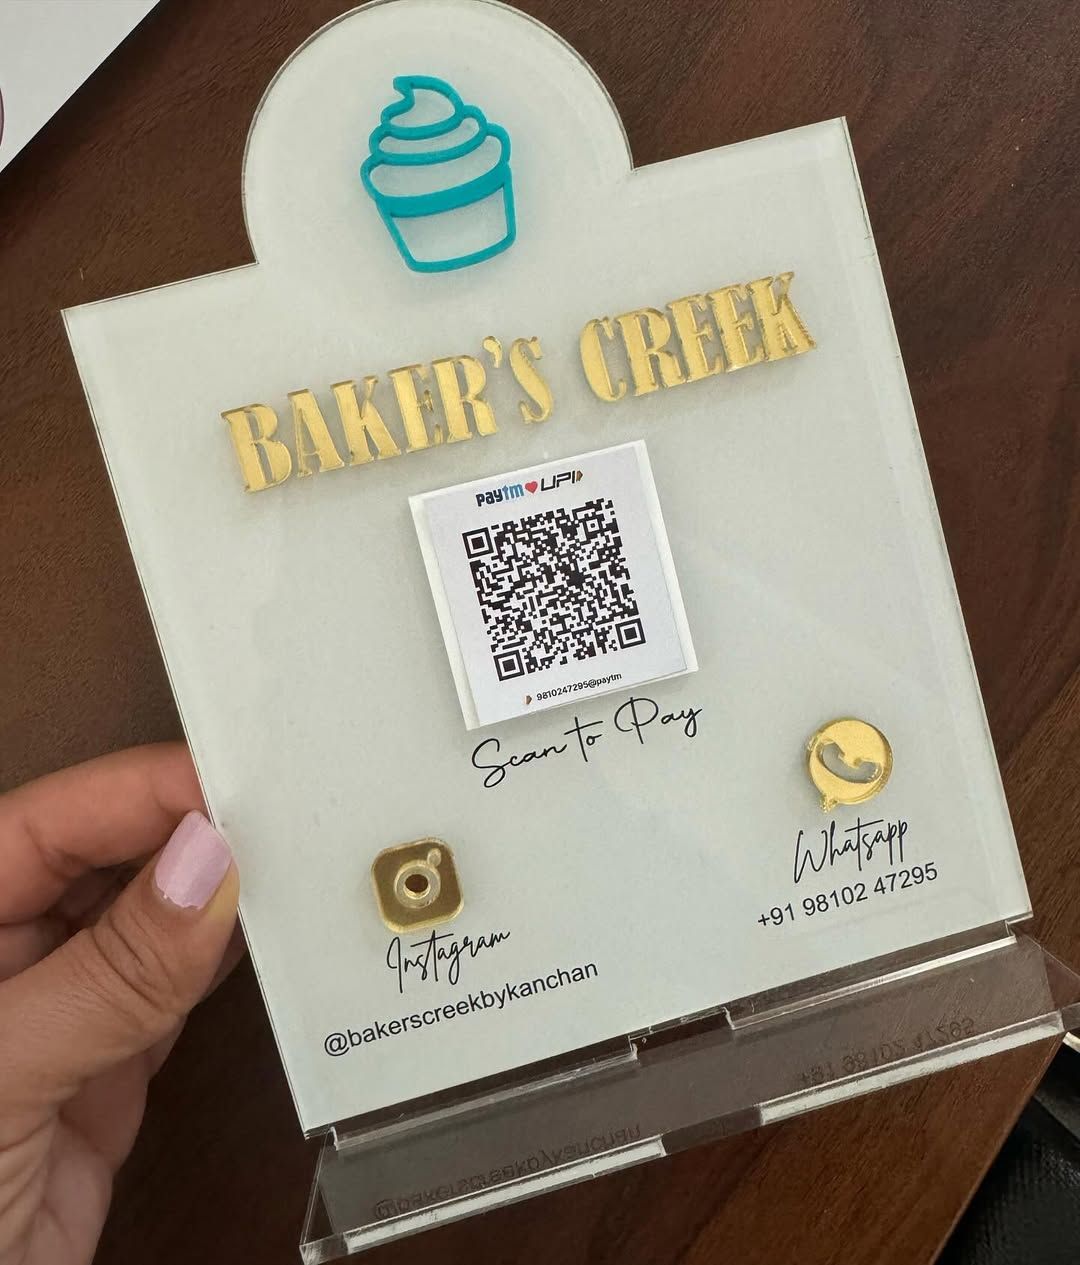 BAKER'S CREEK
paytm UPI
9810247295@paytm
Scan to Pay
Whatsapp
+91 98102 47295
Instagram
@bakerscreekbykanchan